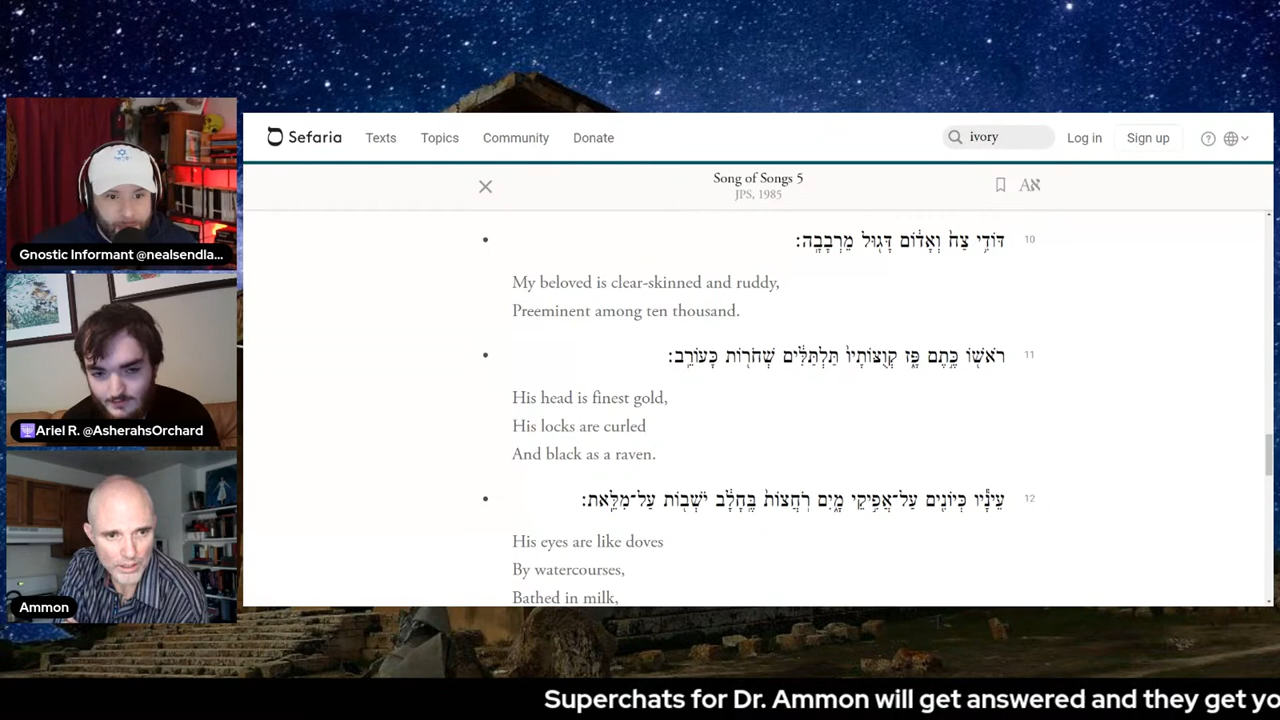 Sefaria
Texts
Topics
Community
Donate
ivory
Log in
Sign up
Song of Songs 5
JPS, 1985
10
דּוֹדִ֥י צַח֙ וְאָד֔וֹם דָּג֖וּל מֵרְבָבָֽה׃
My beloved is clear-skinned and ruddy,
Preeminent among ten thousand.
11
רֹאשׁ֖וֹ כֶּ֣תֶם פָּ֑ז קְוֻצּוֹתָיו֙ תַּלְתַּלִּ֔ים שְׁחֹר֖וֹת כָּעוֹרֵֽב׃
His head is finest gold,
His locks are curled
And black as a raven.
12
עֵינָ֕יו כְּיוֹנִ֖ים עַל־אֲפִ֣יקֵי מָ֑יִם רֹֽחֲצוֹת֙ בֶּֽחָלָ֔ב יֹשְׁב֖וֹת עַל־מִלֵּֽאת׃
His eyes are like doves
By watercourses,
Bathed in milk,
Gnostic Informant @nealsendla...
Ariel R. @AsherahsOrchard
Ammon
Superchats for Dr. Ammon will get answered and they get yo